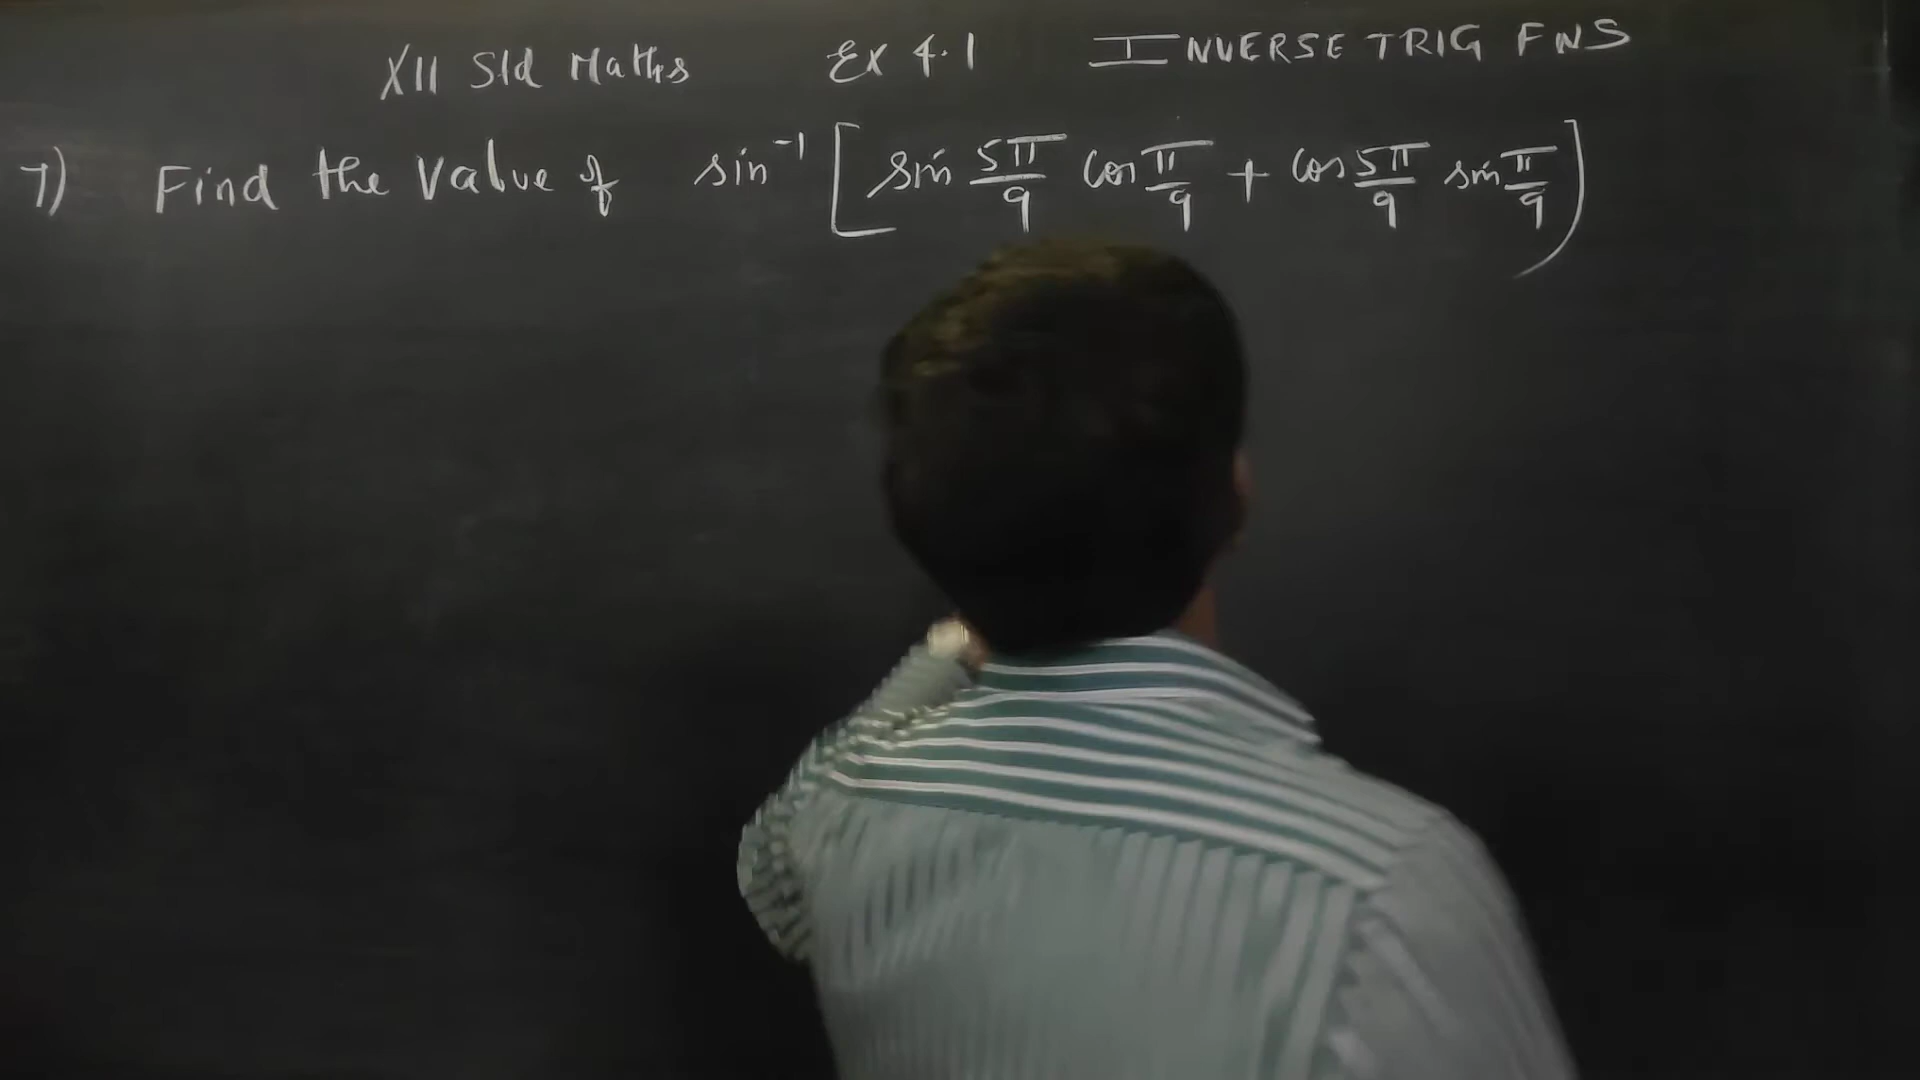 XII Std Maths Ex 4.1 INVERSE TRIG FNS
7) Find the value of sin⁻¹ [ sin 5π/9 cos π/9 + cos 5π/9 sin π/9 )